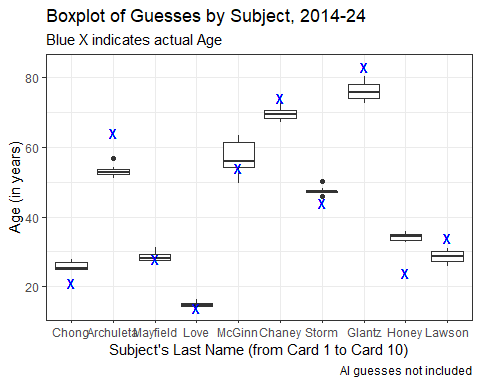 Boxplot of Guesses by Subject, 2014-24
Blue X indicates actual Age
Age (in years)
80
60
40
20
X X X X X X X X X X
Chong Archuleta Mayfield Love McGinn Chaney Storm Glantz Honey Lawson
Subject's Last Name (from Card 1 to Card 10)
AI guesses not included